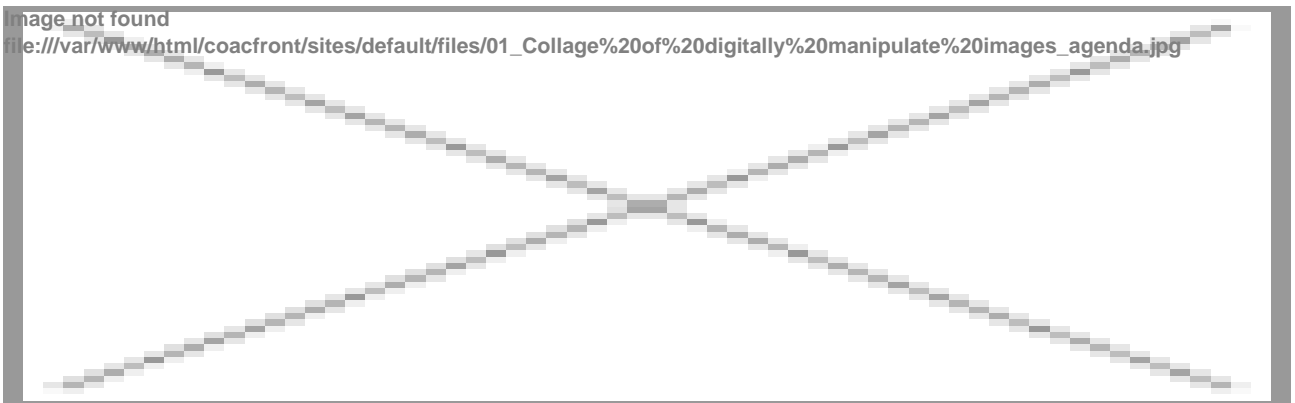 Image not found
file:///var/www/html/coacfront/sites/default/files/01_Collage%20of%20digitally%20manipulate%20images_agenda.jpg